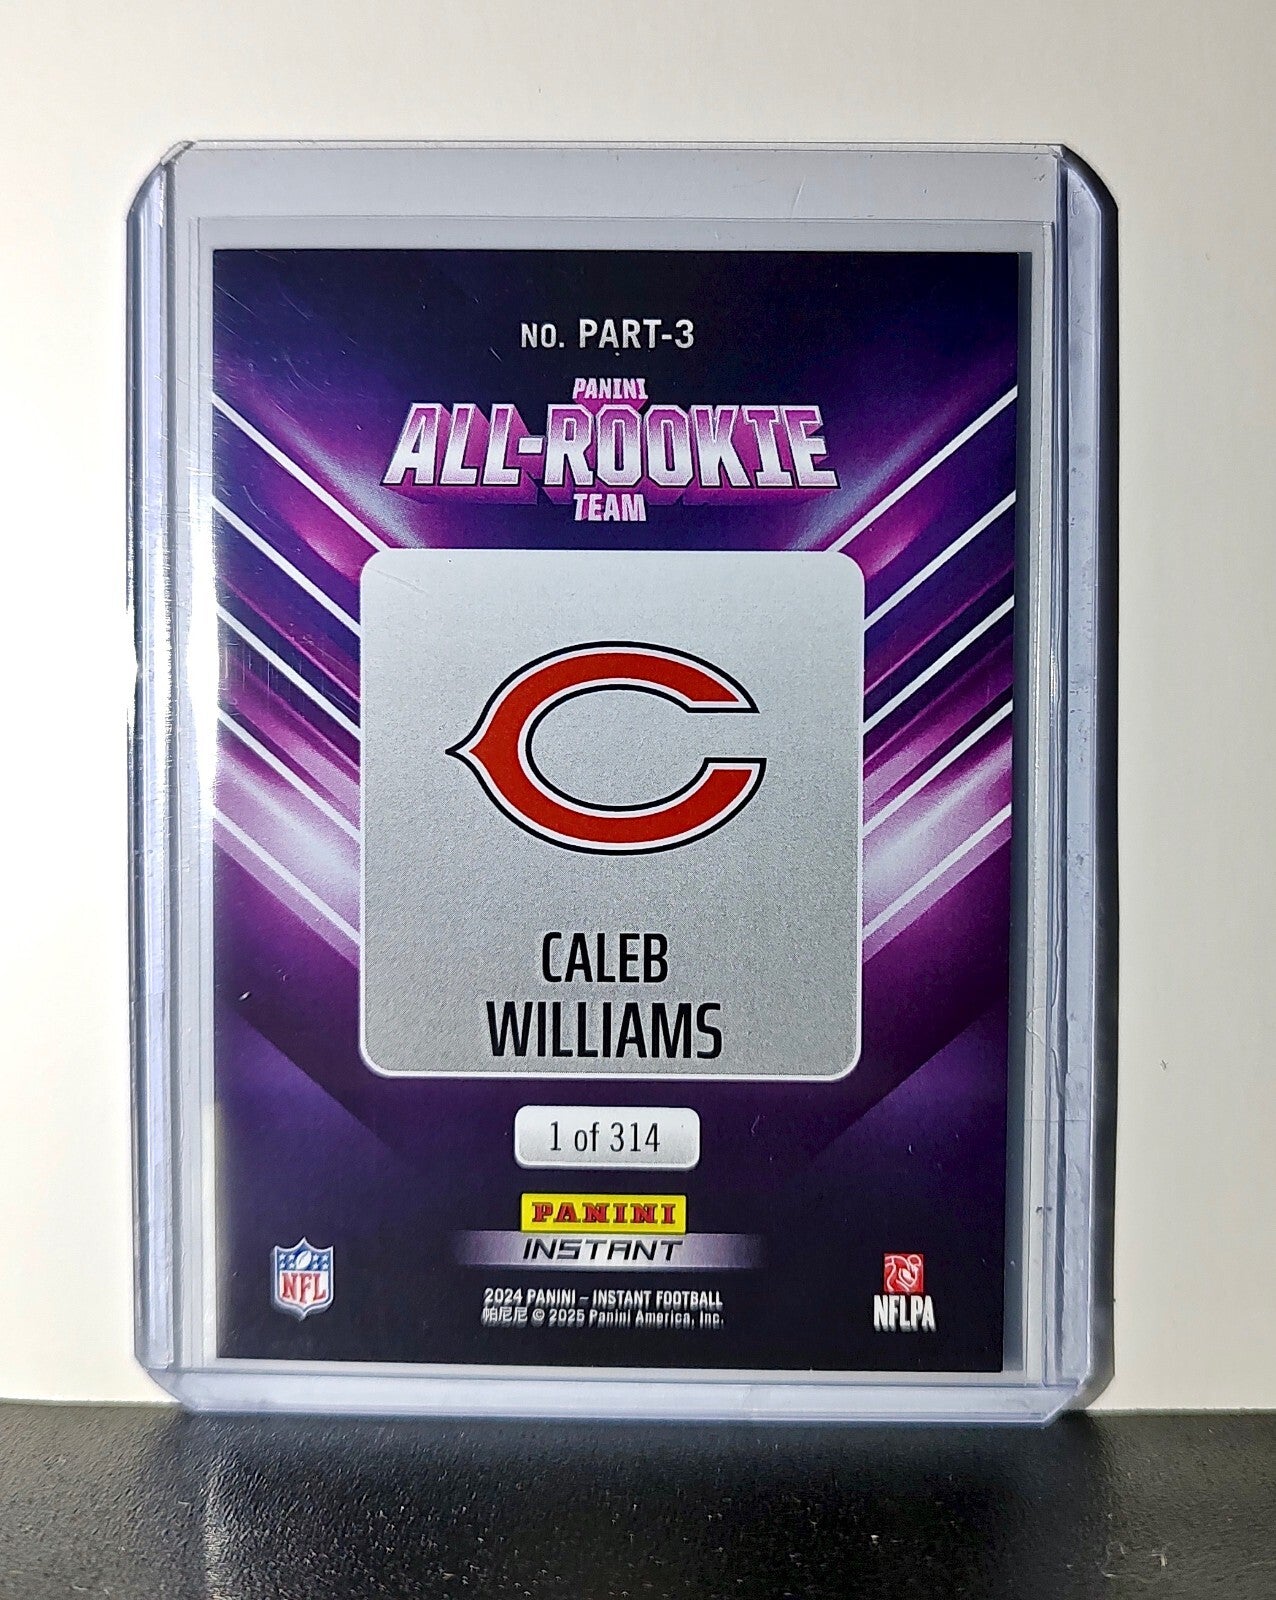 NO. PART-3
PANINI
ALL-ROOKIE
TEAM
CALEB
WILLIAMS
1 of 314
PANINI
INSTANT
NFL
2024 PANINI – INSTANT FOOTBALL
帕尼尼 © 2025 Panini America, Inc.
NFLPA